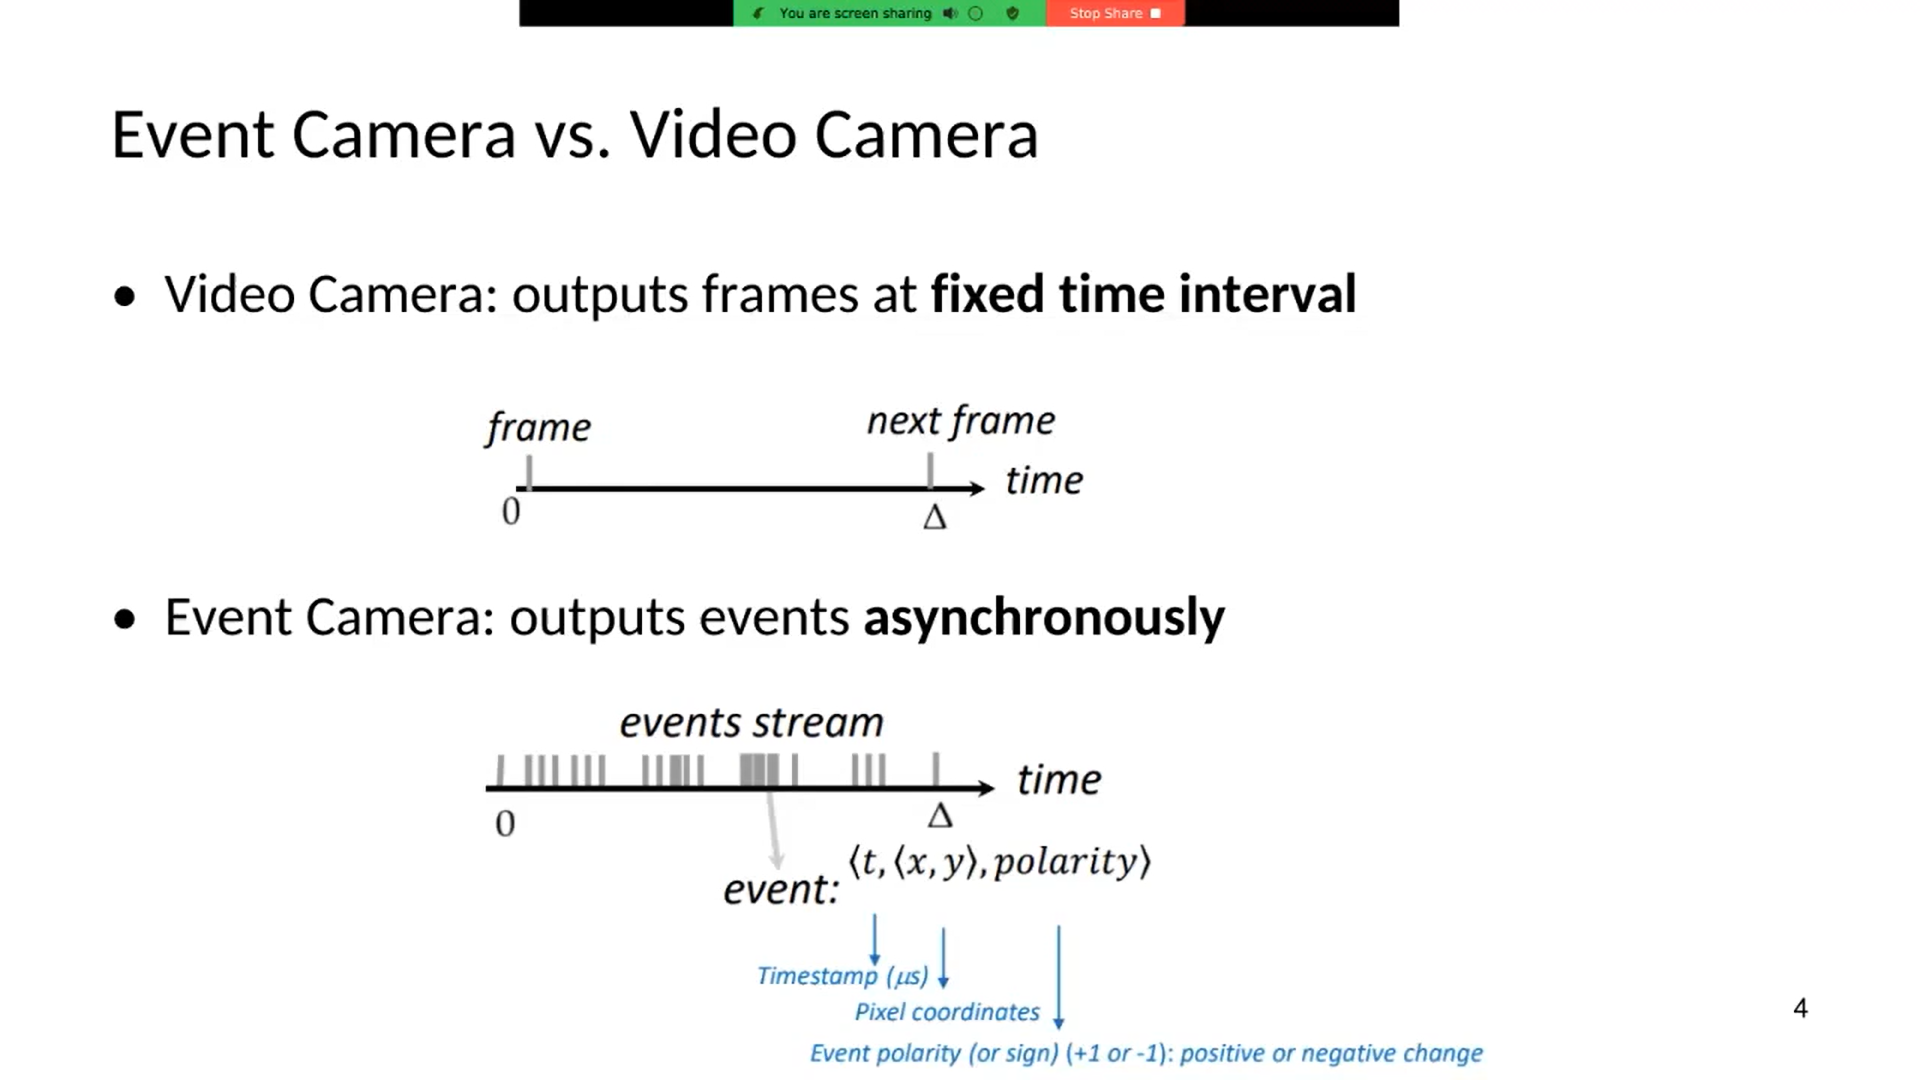 You are screen sharing
Stop Share
Event Camera vs. Video Camera
• Video Camera: outputs frames at fixed time interval
frame
next frame
time
0
Δ
• Event Camera: outputs events asynchronously
events stream
time
0
Δ
event: ⟨t, ⟨x, y⟩, polarity⟩
Timestamp (μs)
Pixel coordinates
Event polarity (or sign) (+1 or -1): positive or negative change
4